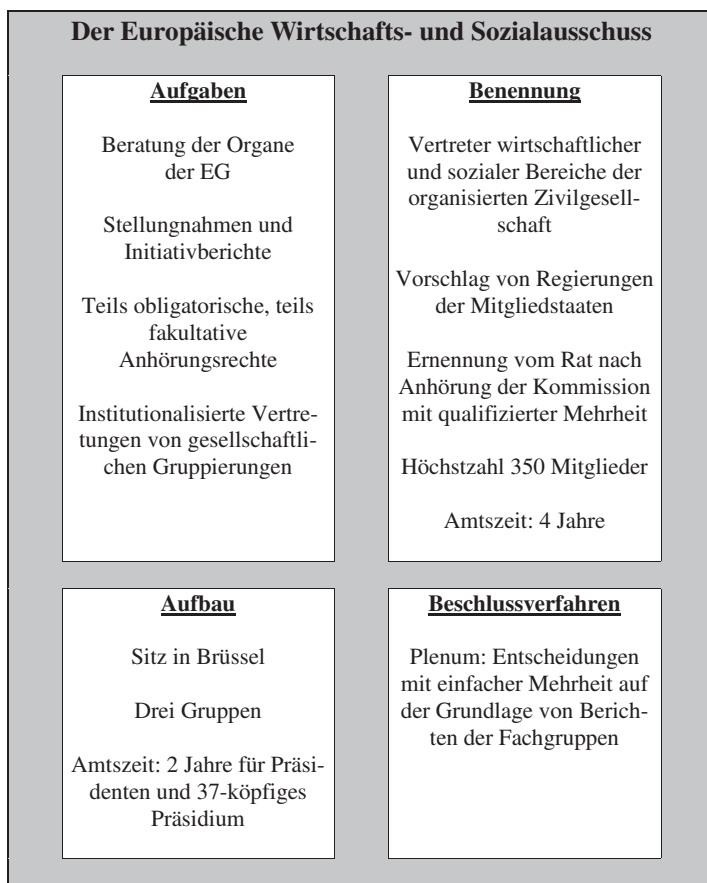 Der Europäische Wirtschafts- und Sozialausschuss
Aufgaben
Beratung der Organe
der EG
Stellungnahmen und
Initiativberichte
Teils obligatorische, teils
fakultative
Anhörungsrechte
Institutionalisierte Vertre-
tungen von gesellschaftli-
chen Gruppierungen
Benennung
Vertreter wirtschaftlicher
und sozialer Bereiche der
organisierten Zivilgesell-
schaft
Vorschlag von Regierungen
der Mitgliedstaaten
Ernennung vom Rat nach
Anhörung der Kommission
mit qualifizierter Mehrheit
Höchstzahl 350 Mitglieder
Amtszeit: 4 Jahre
Aufbau
Sitz in Brüssel
Drei Gruppen
Amtszeit: 2 Jahre für Präsi-
denten und 37-köpfiges
Präsidium
Beschlussverfahren
Plenum: Entscheidungen
mit einfacher Mehrheit auf
der Grundlage von Berich-
ten der Fachgruppen